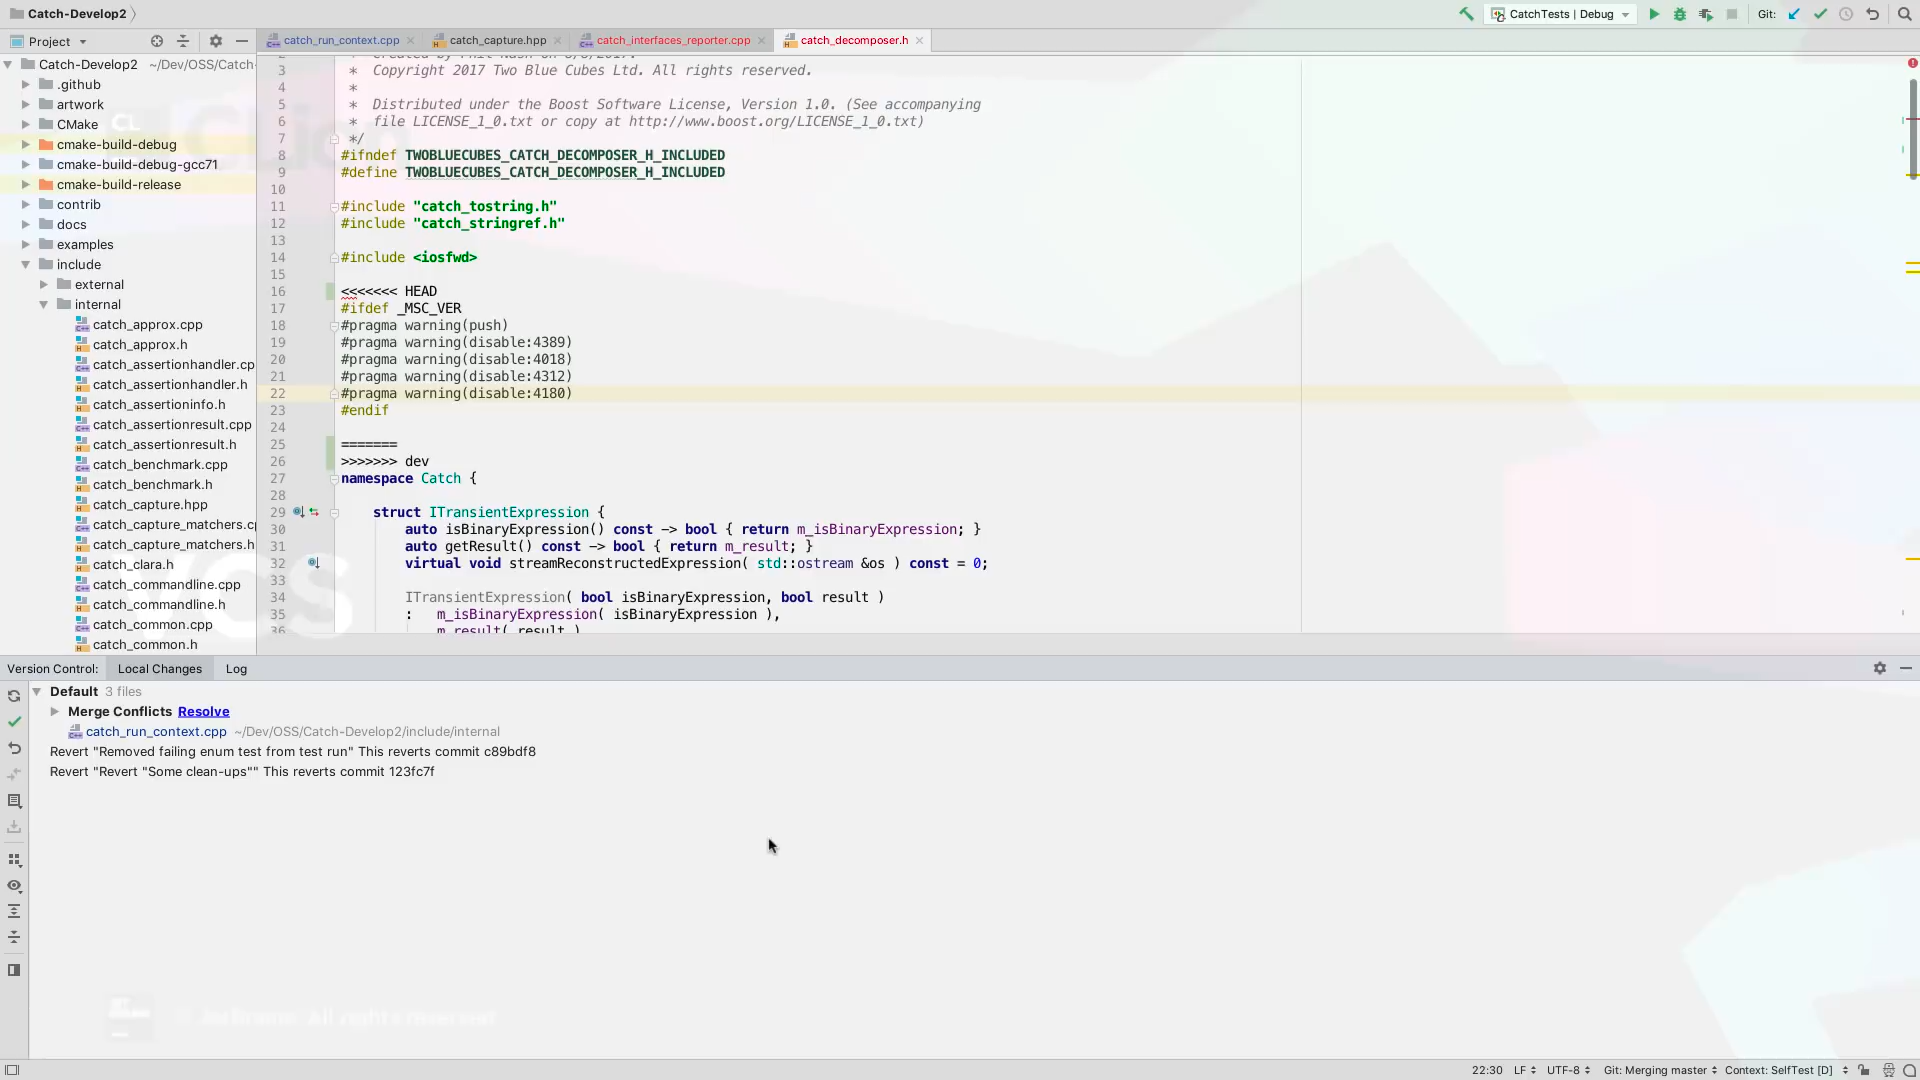 Catch-Develop2
CatchTests | Debug
Git:
Project
catch_run_context.cpp
catch_capture.hpp
catch_interfaces_reporter.cpp
catch_decomposer.h
Catch-Develop2 ~/Dev/OSS/Catch-
.github
artwork
CMake
cmake-build-debug
cmake-build-debug-gcc71
cmake-build-release
contrib
docs
examples
include
external
internal
catch_approx.cpp
catch_approx.h
catch_assertionhandler.cp
catch_assertionhandler.h
catch_assertioninfo.h
catch_assertionresult.cpp
catch_assertionresult.h
catch_benchmark.cpp
catch_benchmark.h
catch_capture.hpp
catch_capture_matchers.cp
catch_capture_matchers.h
catch_clara.h
catch_commandline.cpp
catch_commandline.h
catch_common.cpp
catch_common.h
CL CLion
VCS
3 * Copyright 2017 Two Blue Cubes Ltd. All rights reserved.
4 *
5 * Distributed under the Boost Software License, Version 1.0. (See accompanying
6 * file LICENSE_1_0.txt or copy at http://www.boost.org/LICENSE_1_0.txt)
7 */
8 #ifndef TWOBLUECUBES_CATCH_DECOMPOSER_H_INCLUDED
9 #define TWOBLUECUBES_CATCH_DECOMPOSER_H_INCLUDED
10
11 #include "catch_tostring.h"
12 #include "catch_stringref.h"
13
14 #include <iosfwd>
15
16 <<<<<<< HEAD
17 #ifdef _MSC_VER
18 #pragma warning(push)
19 #pragma warning(disable:4389)
20 #pragma warning(disable:4018)
21 #pragma warning(disable:4312)
22 #pragma warning(disable:4180)
23 #endif
24
25 =======
26 >>>>>>> dev
27 namespace Catch {
28
29 struct ITransientExpression {
30 auto isBinaryExpression() const -> bool { return m_isBinaryExpression; }
31 auto getResult() const -> bool { return m_result; }
32 virtual void streamReconstructedExpression( std::ostream &os ) const = 0;
33
34 ITransientExpression( bool isBinaryExpression, bool result )
35 : m_isBinaryExpression( isBinaryExpression ),
36 m_result( result )
Version Control: Local Changes Log
Default 3 files
Merge Conflicts Resolve
catch_run_context.cpp ~/Dev/OSS/Catch-Develop2/include/internal
Revert "Removed failing enum test from test run" This reverts commit c89bdf8
Revert "Revert "Some clean-ups"" This reverts commit 123fc7f
All rights reserved
22:30 LF UTF-8 Git: Merging master Context: SelfTest [D]